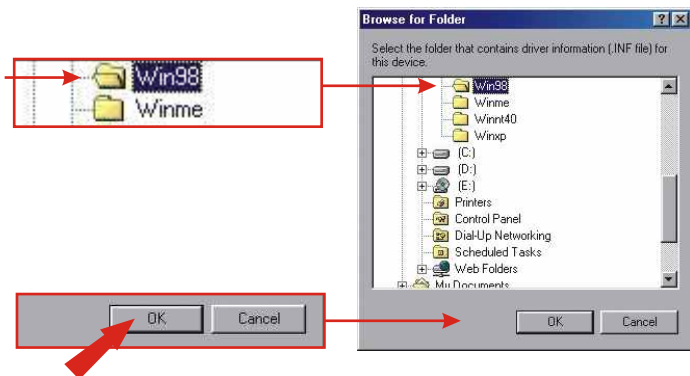 Win98
Winme
OK
Cancel
Browse for Folder
Select the folder that contains driver information (.INF file) for
this device.
Win98
Winme
Winnt40
Winxp
(C:)
(D:)
(E:)
Printers
Control Panel
Dial-Up Networking
Scheduled Tasks
Web Folders
My Documents
OK
Cancel